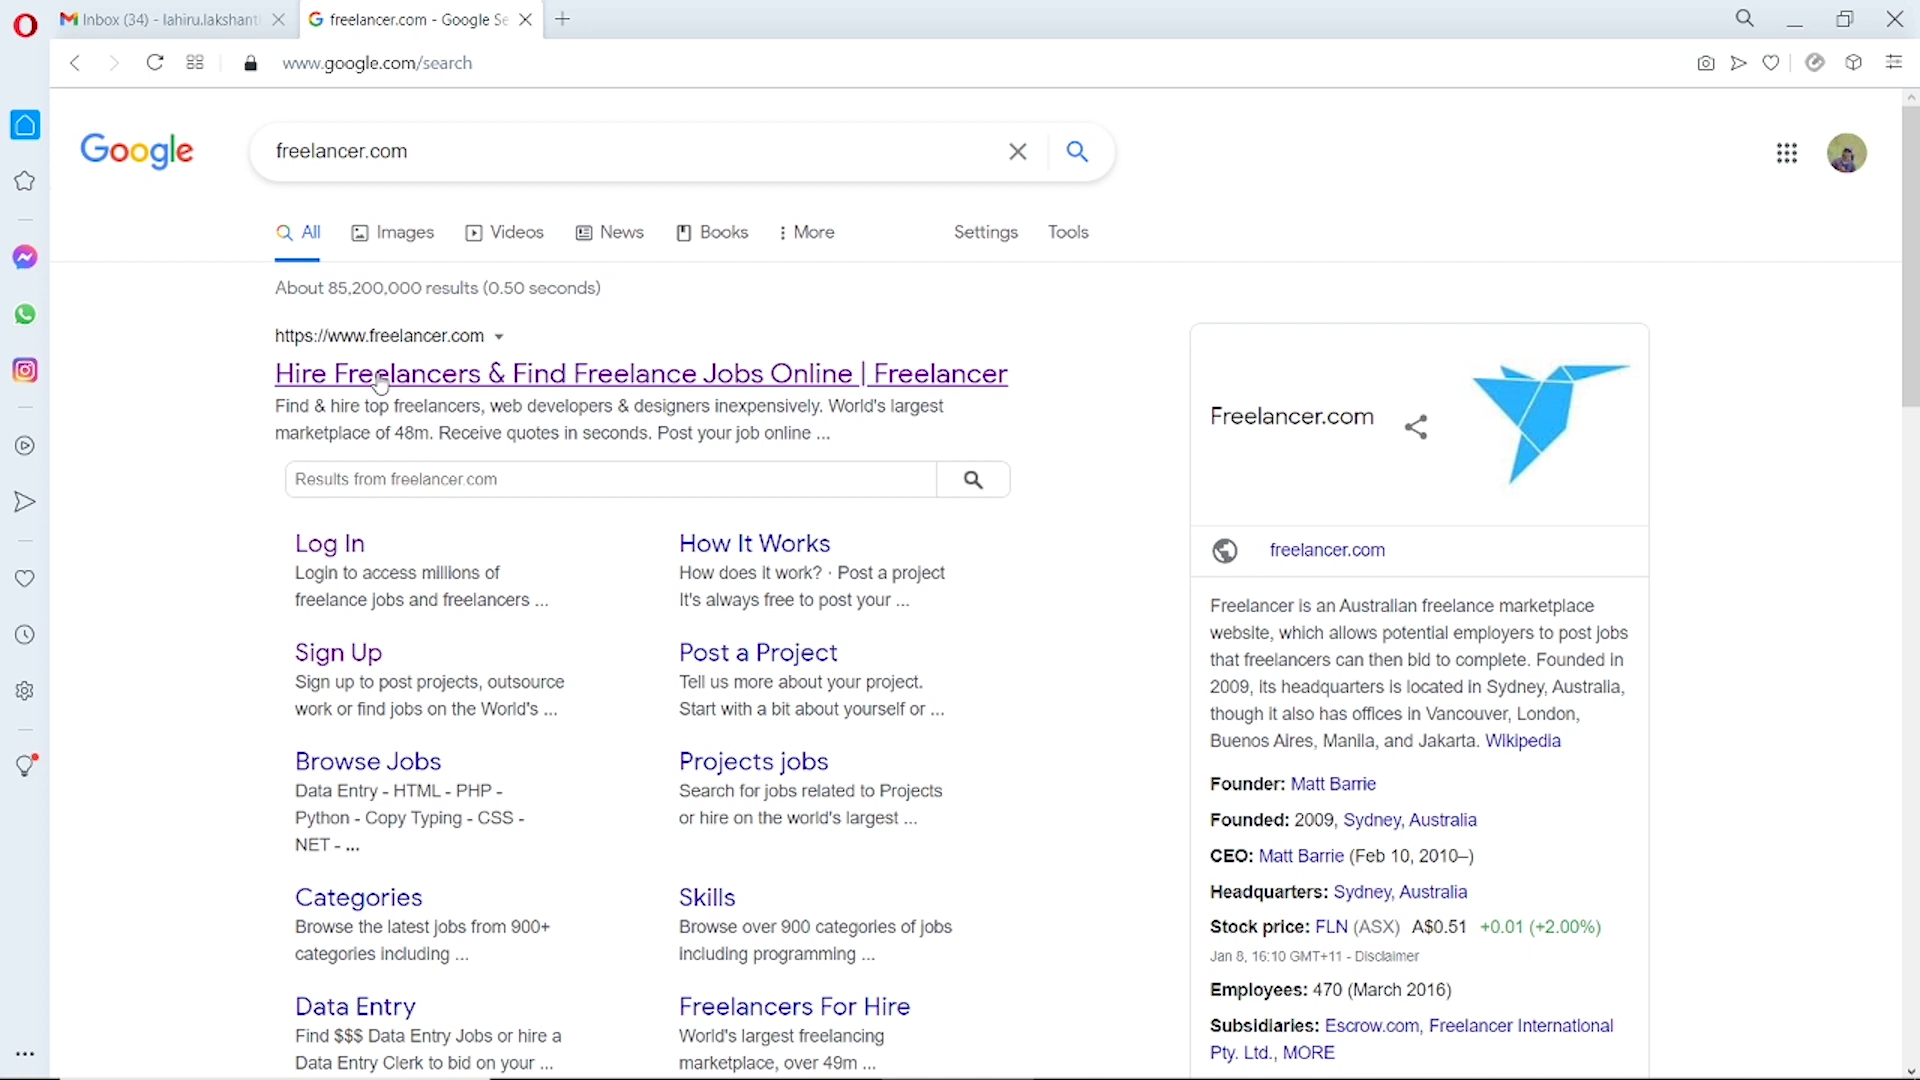 Inbox (34) - lahiru.lakshant
freelancer.com - Google Se
www.google.com/search
Google
freelancer.com
All
Images
Videos
News
Books
More
Settings
Tools
About 85,200,000 results (0.50 seconds)
https://www.freelancer.com
Hire Freelancers & Find Freelance Jobs Online | Freelancer
Find & hire top freelancers, web developers & designers inexpensively. World's largest
marketplace of 48m. Receive quotes in seconds. Post your job online ...
Results from freelancer.com
Log In
Login to access millions of
freelance jobs and freelancers ...
How It Works
How does it work? · Post a project
It's always free to post your ...
Sign Up
Sign up to post projects, outsource
work or find jobs on the World's ...
Post a Project
Tell us more about your project.
Start with a bit about yourself or ...
Browse Jobs
Data Entry - HTML - PHP -
Python - Copy Typing - CSS -
NET - ...
Projects jobs
Search for jobs related to Projects
or hire on the world's largest ...
Categories
Browse the latest jobs from 900+
categories including ...
Skills
Browse over 900 categories of jobs
including programming ...
Data Entry
Find $$$ Data Entry Jobs or hire a
Data Entry Clerk to bid on your ...
Freelancers For Hire
World's largest freelancing
marketplace, over 49m ...
Freelancer.com
freelancer.com
Freelancer is an Australian freelance marketplace
website, which allows potential employers to post jobs
that freelancers can then bid to complete. Founded in
2009, its headquarters is located in Sydney, Australia,
though it also has offices in Vancouver, London,
Buenos Aires, Manila, and Jakarta. Wikipedia
Founder: Matt Barrie
Founded: 2009, Sydney, Australia
CEO: Matt Barrie (Feb 10, 2010–)
Headquarters: Sydney, Australia
Stock price: FLN (ASX) A$0.51 +0.01 (+2.00%)
Jan 8, 16:10 GMT+11 - Disclaimer
Employees: 470 (March 2016)
Subsidiaries: Escrow.com, Freelancer International
Pty. Ltd., MORE